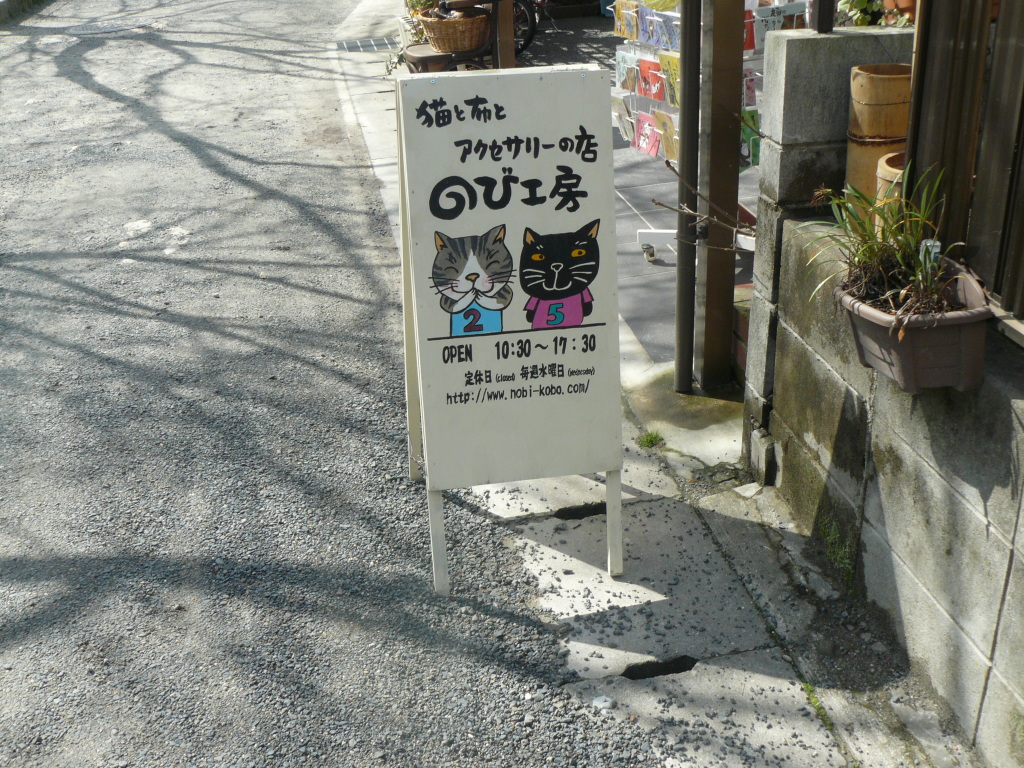 猫と布と
アクセサリーの店
のび工房
2 5
OPEN 10:30～17:30
定休日(closed) 毎週水曜日(wednesday)
http://www.nobi-kobo.com/